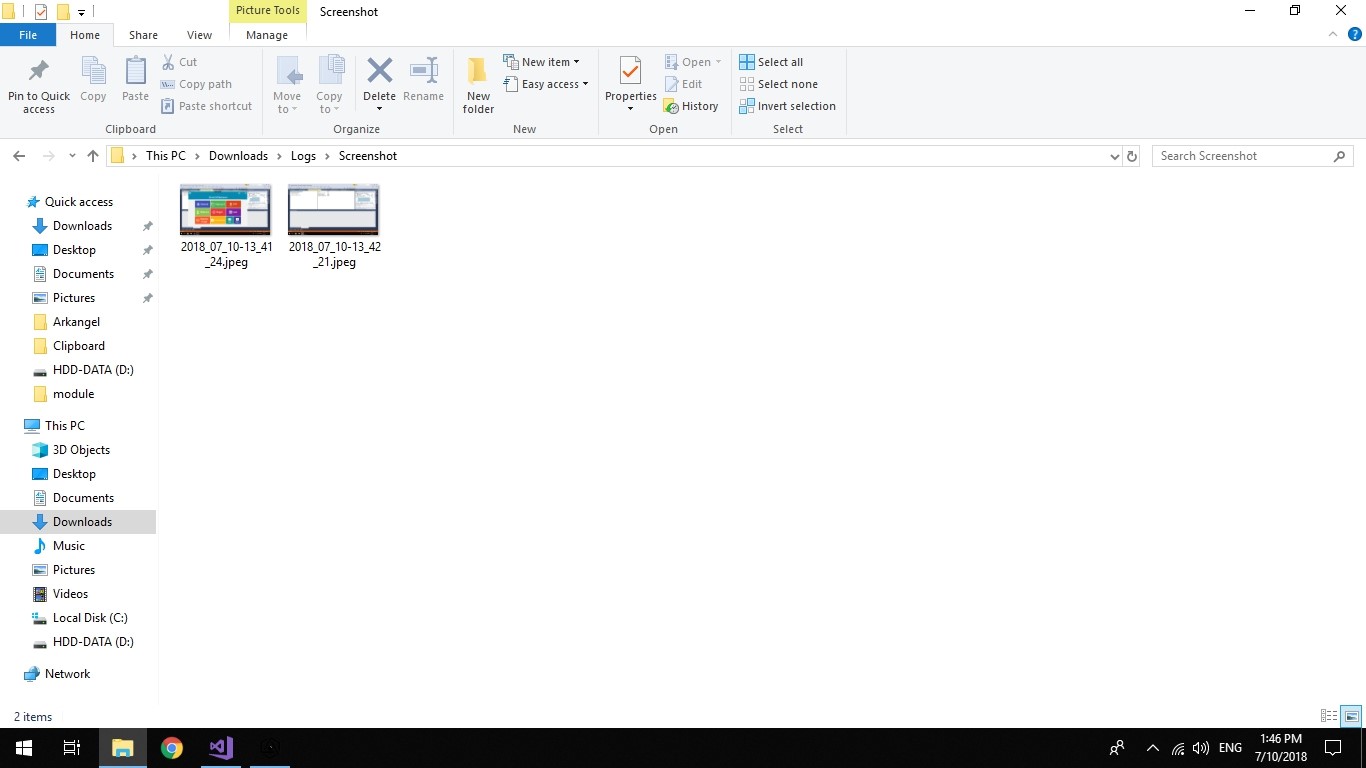 Picture Tools
Screenshot
File
Home
Share
View
Manage
Pin to Quick
access
Copy
Paste
Cut
Copy path
Paste shortcut
Clipboard
Move
to
Copy
to
Delete
Rename
Organize
New
folder
New item
Easy access
New
Properties
Open
Edit
History
Open
Select all
Select none
Invert selection
Select
This PC
Downloads
Logs
Screenshot
Search Screenshot
Quick access
Downloads
Desktop
Documents
Pictures
Arkangel
Clipboard
HDD-DATA (D:)
module
This PC
3D Objects
Desktop
Documents
Downloads
Music
Pictures
Videos
Local Disk (C:)
HDD-DATA (D:)
Network
2018_07_10-13_41
_24.jpeg
2018_07_10-13_42
_21.jpeg
2 items
ENG
1:46 PM
7/10/2018